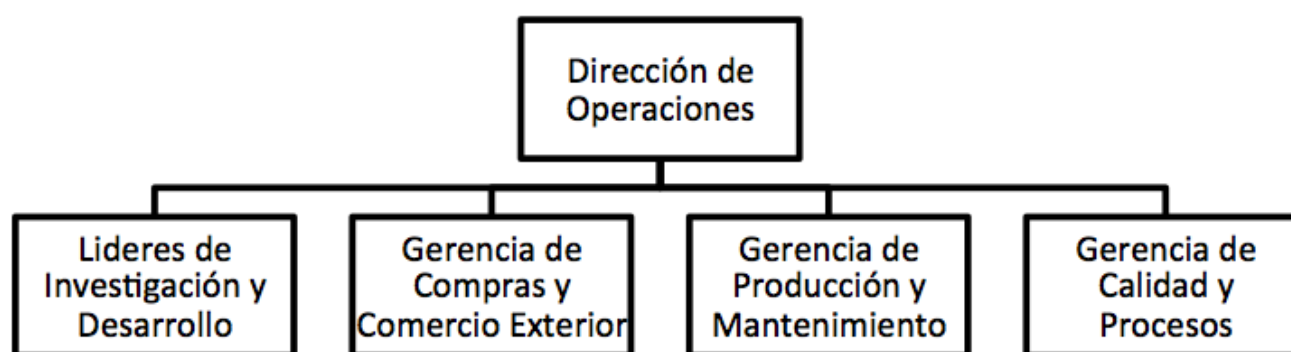 Dirección de
Operaciones
Lideres de
Investigación y
Desarrollo
Gerencia de
Compras y
Comercio Exterior
Gerencia de
Producción y
Mantenimiento
Gerencia de
Calidad y
Procesos